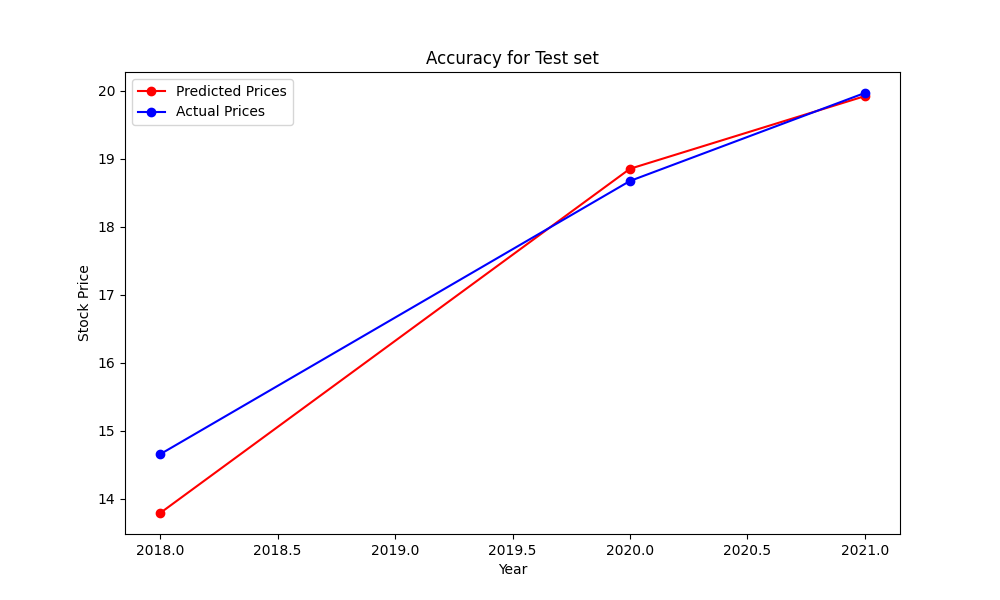 Accuracy for Test set
Predicted Prices
Actual Prices
20
19
18
17
16
15
14
Stock Price
2018.0 2018.5 2019.0 2019.5 2020.0 2020.5 2021.0
Year